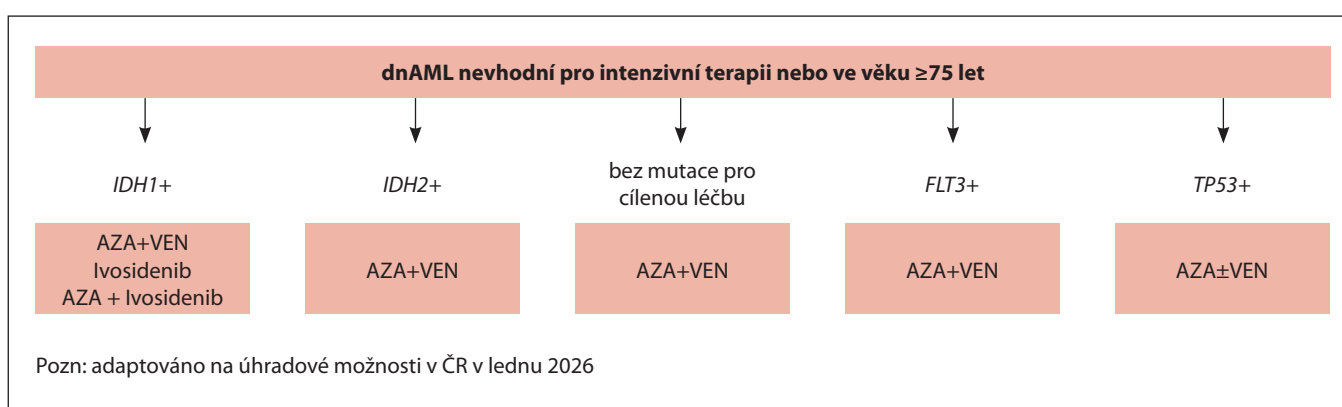 dnAML nevhodní pro intenzivní terapii nebo ve věku ≥75 let
IDH1+
IDH2+
bez mutace pro
cílenou léčbu
FLT3+
TP53+
AZA+VEN
Ivosidenib
AZA + Ivosidenib
AZA+VEN
AZA+VEN
AZA+VEN
AZA±VEN
Pozn: adaptováno na úhradové možnosti v ČR v lednu 2026